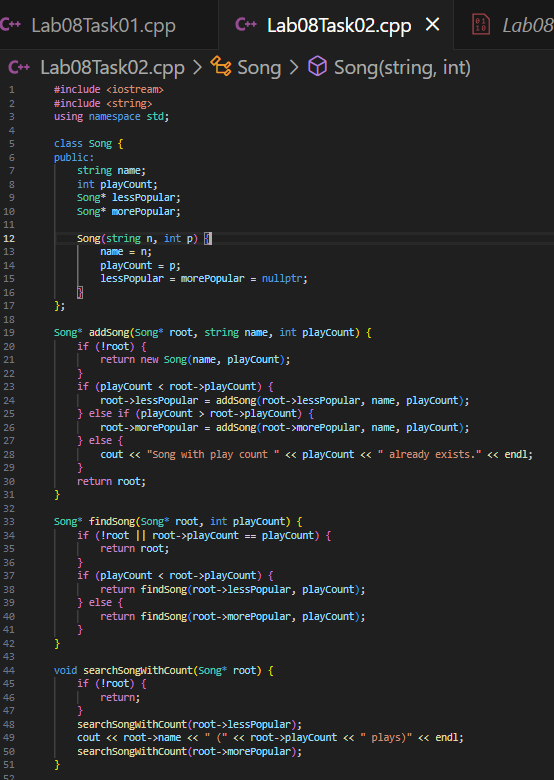 Lab08Task01.cpp
Lab08Task02.cpp
Lab08
Lab08Task02.cpp > Song > Song(string, int)
1 #include <iostream>
2 #include <string>
3 using namespace std;
4
5 class Song {
6 public:
7     string name;
8     int playCount;
9     Song* lessPopular;
10     Song* morePopular;
11
12     Song(string n, int p) {
13         name = n;
14         playCount = p;
15         lessPopular = morePopular = nullptr;
16     }
17 };
18
19 Song* addSong(Song* root, string name, int playCount) {
20     if (!root) {
21         return new Song(name, playCount);
22     }
23     if (playCount < root->playCount) {
24         root->lessPopular = addSong(root->lessPopular, name, playCount);
25     } else if (playCount > root->playCount) {
26         root->morePopular = addSong(root->morePopular, name, playCount);
27     } else {
28         cout << "Song with play count " << playCount << " already exists." << endl;
29     }
30     return root;
31 }
32
33 Song* findSong(Song* root, int playCount) {
34     if (!root || root->playCount == playCount) {
35         return root;
36     }
37     if (playCount < root->playCount) {
38         return findSong(root->lessPopular, playCount);
39     } else {
40         return findSong(root->morePopular, playCount);
41     }
42 }
43
44 void searchSongWithCount(Song* root) {
45     if (!root) {
46         return;
47     }
48     searchSongWithCount(root->lessPopular);
49     cout << root->name << " (" << root->playCount << " plays)" << endl;
50     searchSongWithCount(root->morePopular);
51 }